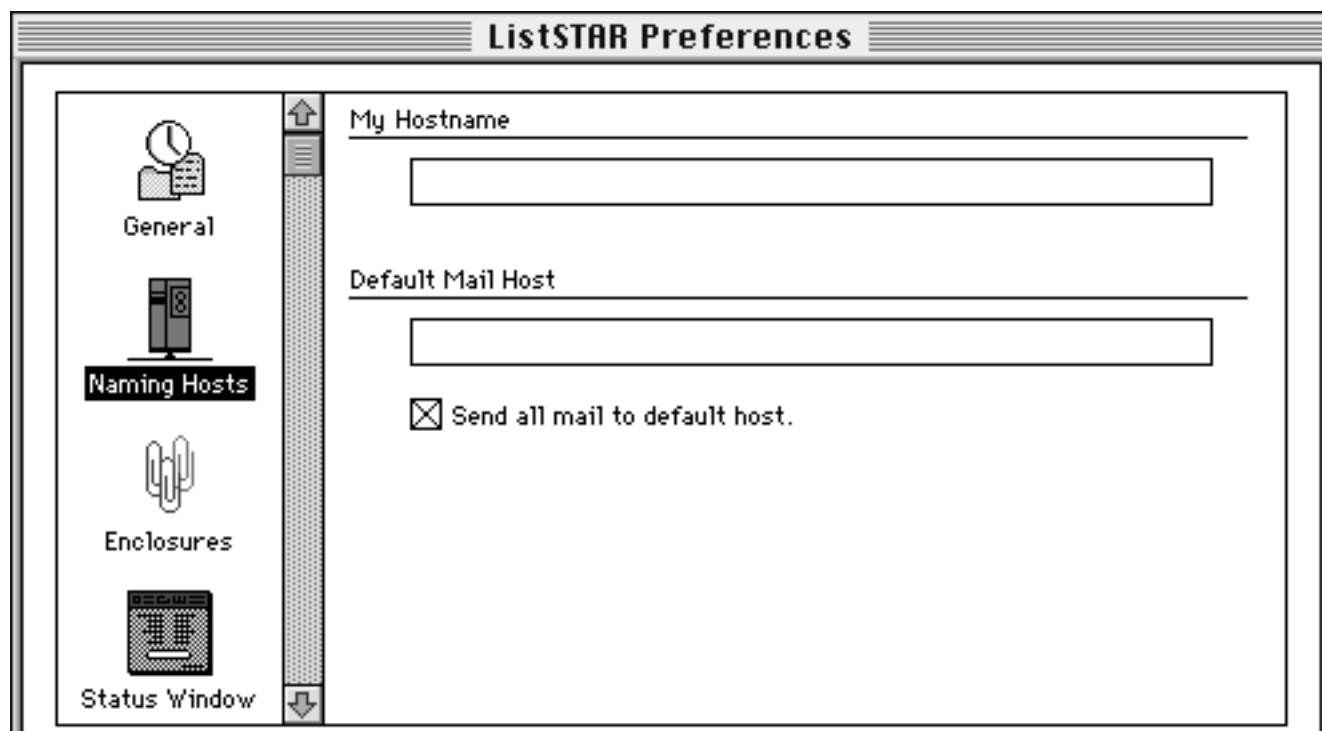 ListSTAR Preferences
General
Naming Hosts
Enclosures
Status Window
My Hostname
Default Mail Host
Send all mail to default host.